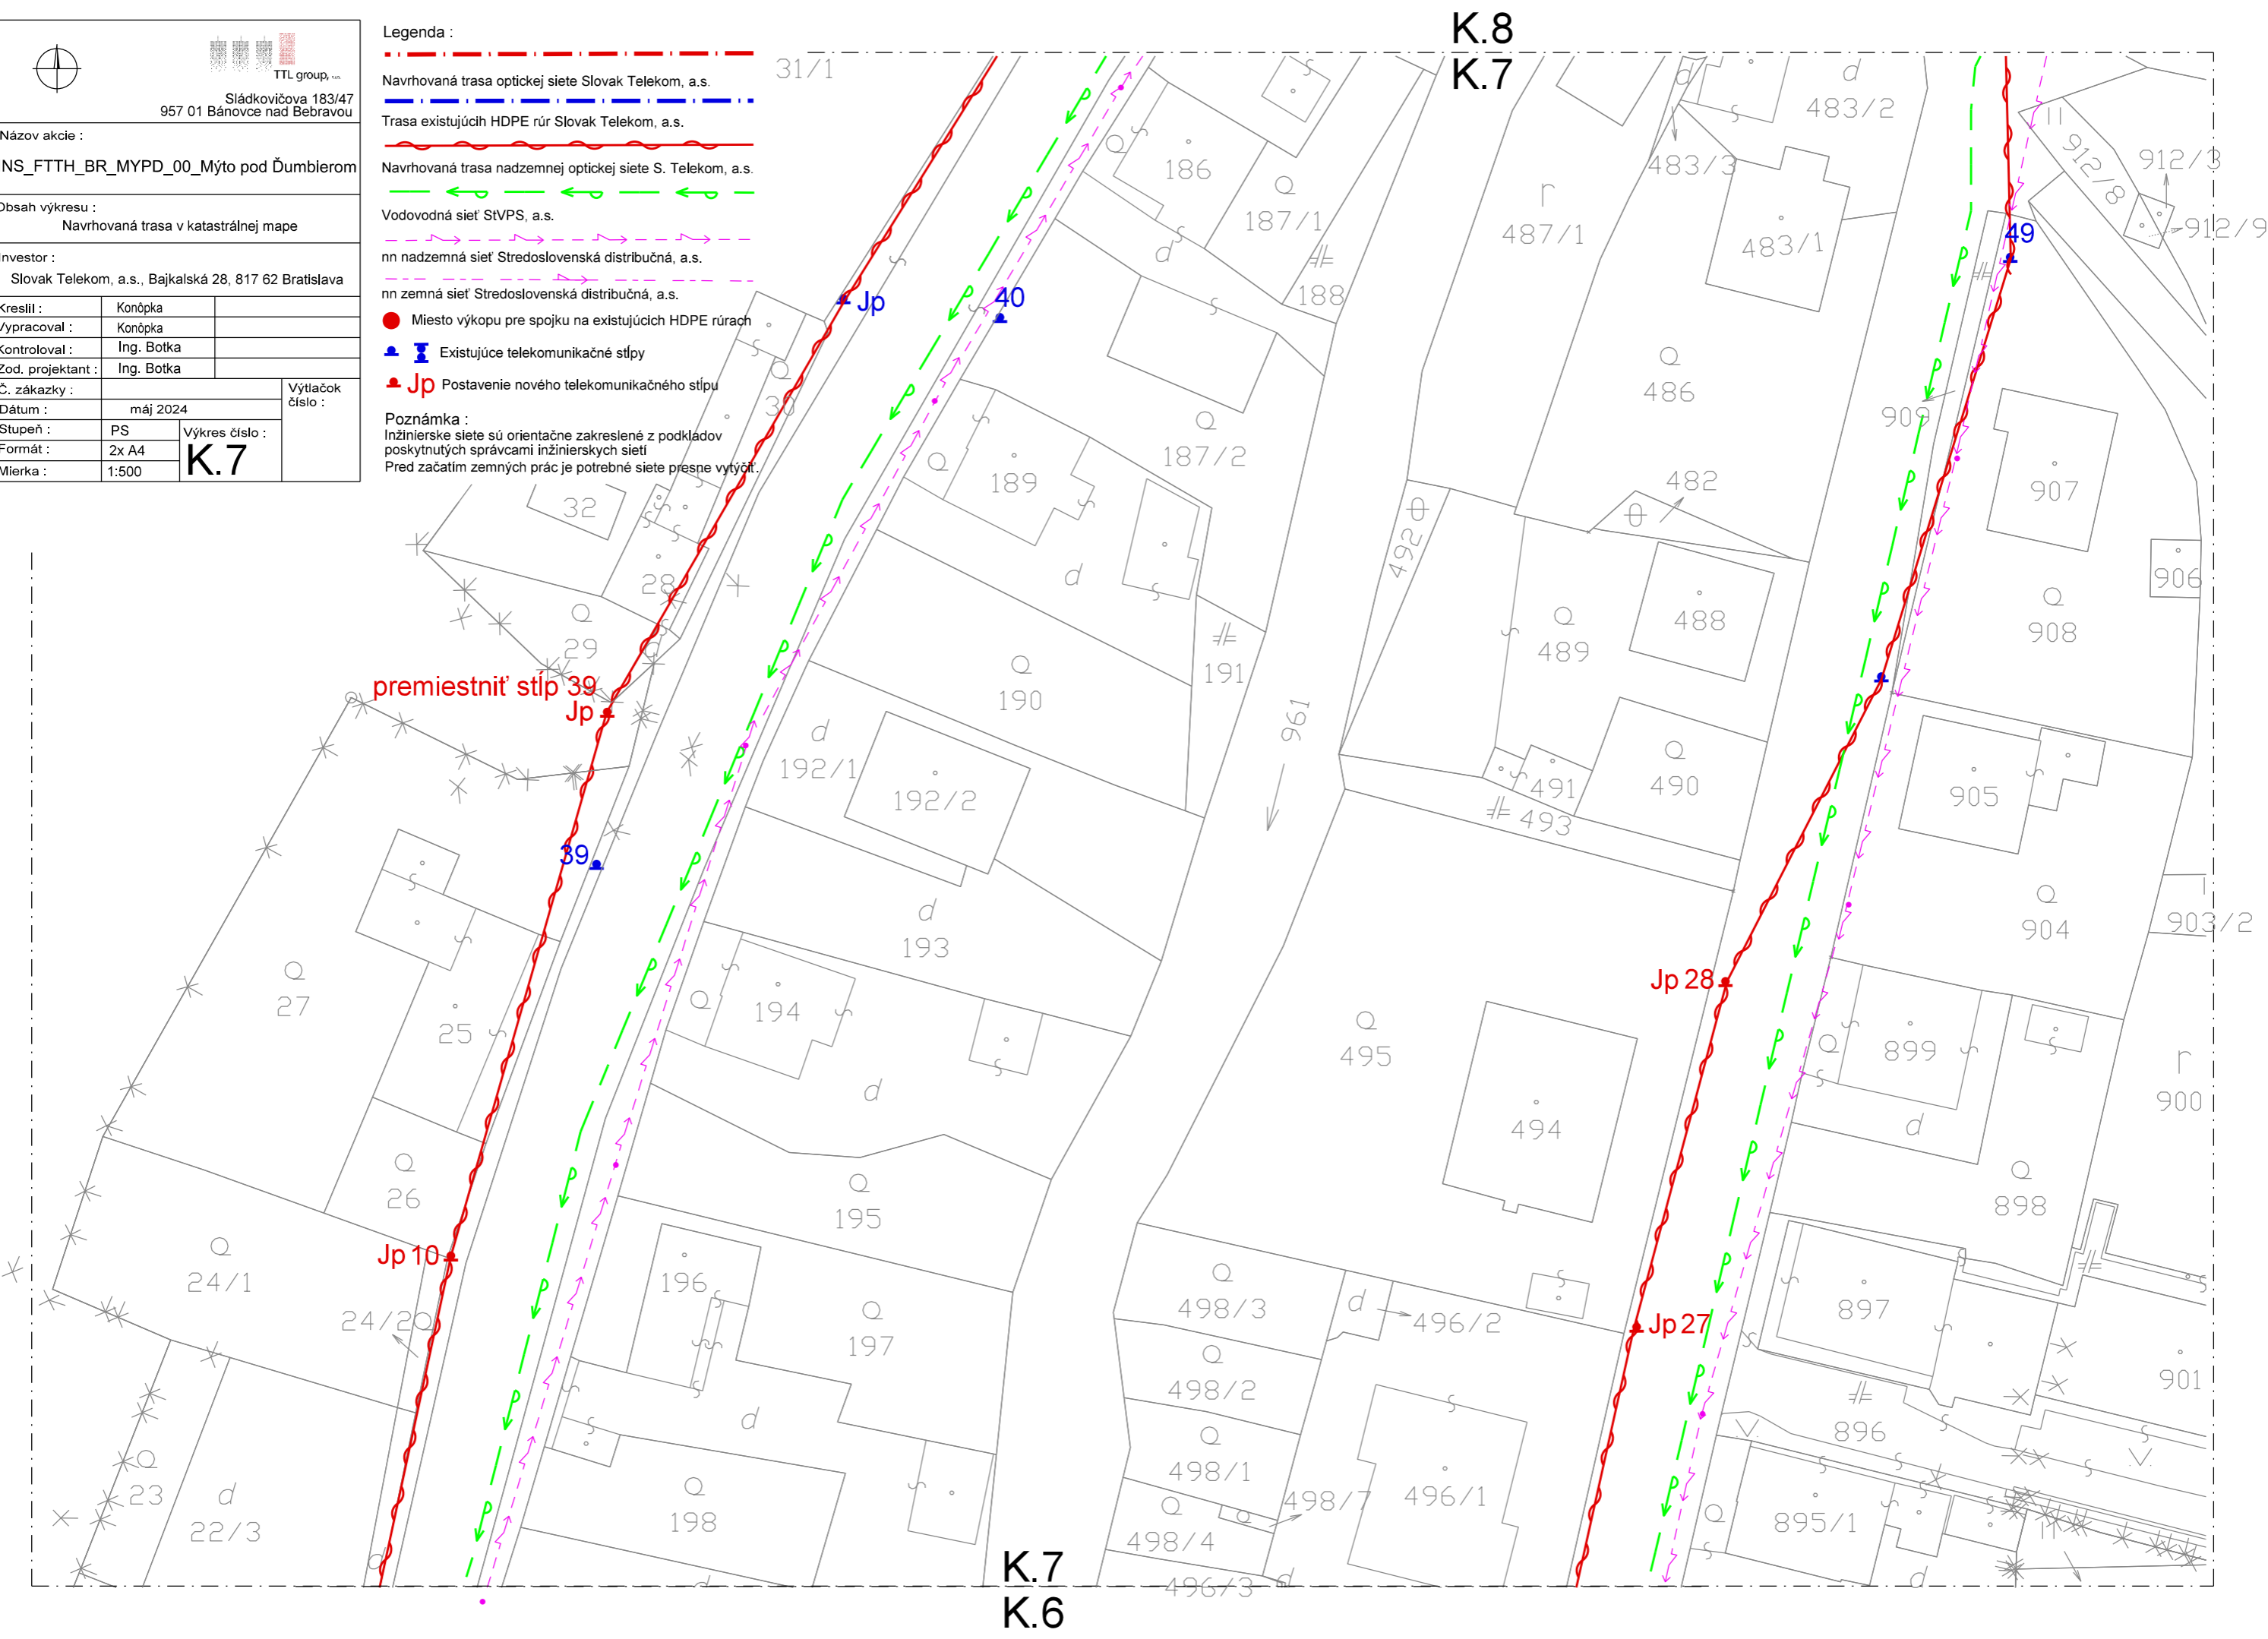 TTL group, s.r.o.
Sládkovičova 183/47
957 01 Bánovce nad Bebravou
Názov akcie :
NS_FTTH_BR_MYPD_00_Mýto pod Ďumbierom
Obsah výkresu :
Navrhovaná trasa v katastrálnej mape
Investor :
Slovak Telekom, a.s., Bajkalská 28, 817 62 Bratislava
Kreslil : Konôpka
Vypracoval : Konôpka
Kontroloval : Ing. Botka
Zod. projektant : Ing. Botka
Č. zákazky :
Výtlačok
číslo :
Dátum : máj 2024
Stupeň : PS
Výkres číslo :
Formát : 2x A4
K.7
Mierka : 1:500
Legenda :
Navrhovaná trasa optickej siete Slovak Telekom, a.s.
Trasa existujúcih HDPE rúr Slovak Telekom, a.s.
Navrhovaná trasa nadzemnej optickej siete S. Telekom, a.s.
Vodovodná sieť StVPS, a.s.
nn nadzemná sieť Stredoslovenská distribučná, a.s.
nn zemná sieť Stredoslovenská distribučná, a.s.
Miesto výkopu pre spojku na existujúcich HDPE rúrach
Existujúce telekomunikačné stĺpy
Jp Postavenie nového telekomunikačného stĺpu
Poznámka :
Inžinierske siete sú orientačne zakreslené z podkladov
poskytnutých správcami inžinierskych sietí
Pred začatím zemných prác je potrebné siete presne vytýčiť.
K.8
K.7
31/1
483/2
912/8
912/3
912/9
186
187/1
188
487/1
483/3
483/1
49
Jp
40
30
486
909
187/2
189
482
907
32
492
28
29
906
488
489
908
191
190
premiestniť stĺp 39
Jp
961
192/1
192/2
491
490
493
905
39
193
904
903/2
27
Jp 28
194
25
495
899
900
494
26
195
898
Jp 10
24/1
196
498/3
496/2
897
24/2
197
Jp 27
498/2
901
896
498/1
23
498/7
496/1
22/3
198
498/4
895/1
496/3
K.7
K.6